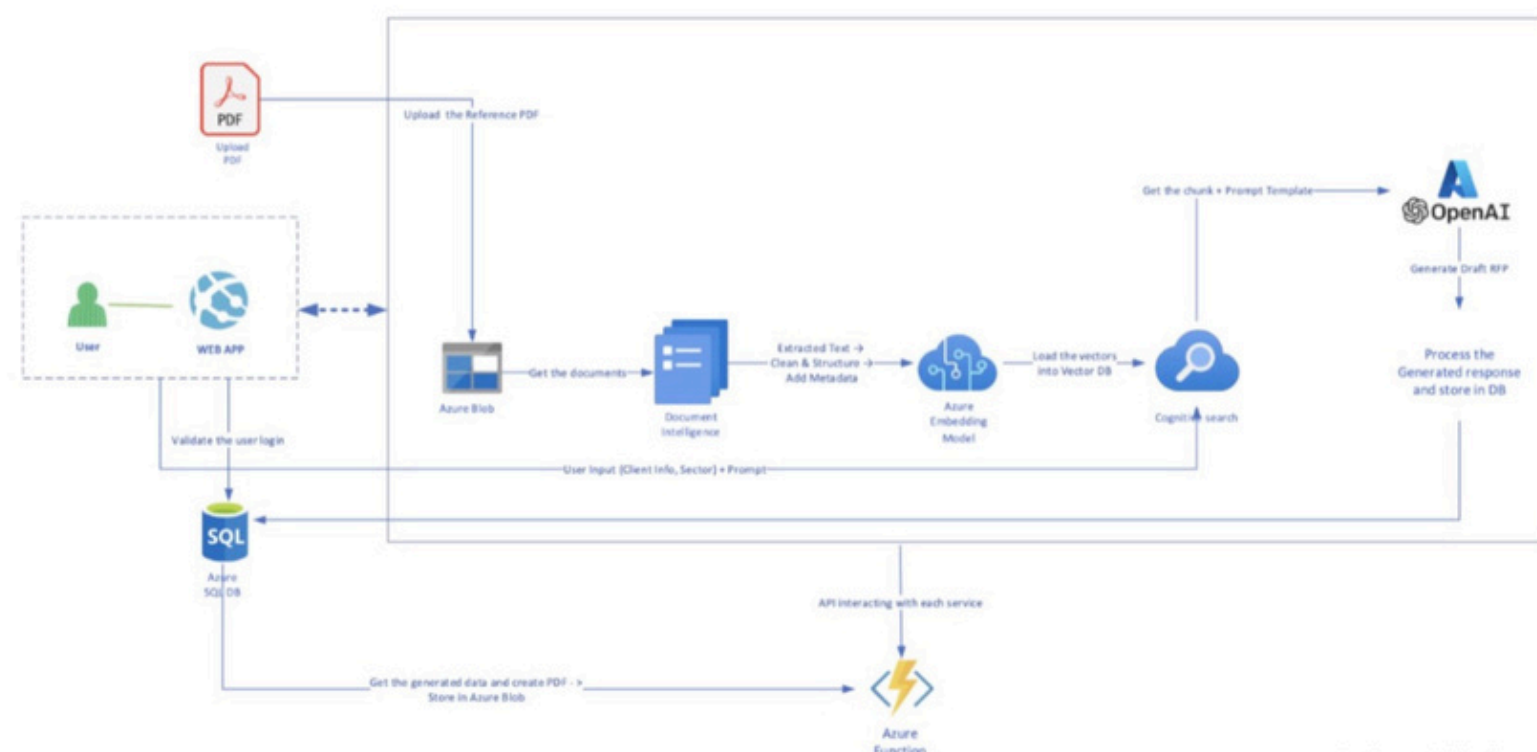 PDF
Upload
PDF
Upload the Reference PDF
Get the chunk + Prompt Template
OpenAI
Generate Draft RFP
User
WEB APP
Process the
Generated response
and store in DB
Azure Blob
Get the documents
Document
Intelligence
Extracted Text →
Clean & Structure →
Add Metadata
Azure
Embedding
Model
Load the vectors
into Vector DB
Cognitive search
Validate the user login
User Input (Client Info, Sector) + Prompt
SQL
Azure
SQL DB
API interacting with each service
Get the generated data and create PDF - >
Store in Azure Blob
Azure
Function